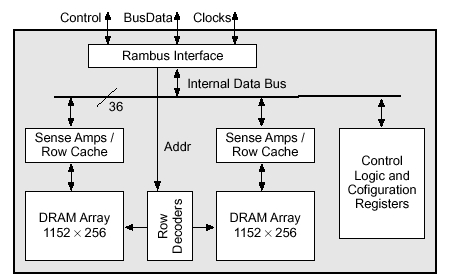 Control BusData Clocks
Rambus Interface
Internal Data Bus
36
Sense Amps /
Row Cache
Addr
Sense Amps /
Row Cache
Control
Logic and
Cofiguration
Registers
DRAM Array
1152 × 256
Row
Decoders
DRAM Array
1152 × 256